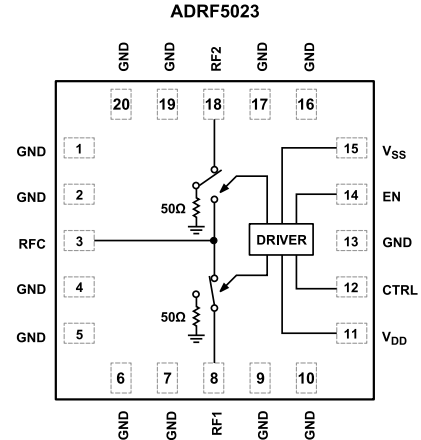 ADRF5023
GND
GND
RF2
GND
GND
20
19
18
17
16
GND
1
15
VSS
GND
2
14
EN
50Ω
RFC
3
DRIVER
13
GND
GND
4
12
CTRL
50Ω
GND
5
11
VDD
6
7
8
9
10
GND
GND
RF1
GND
GND